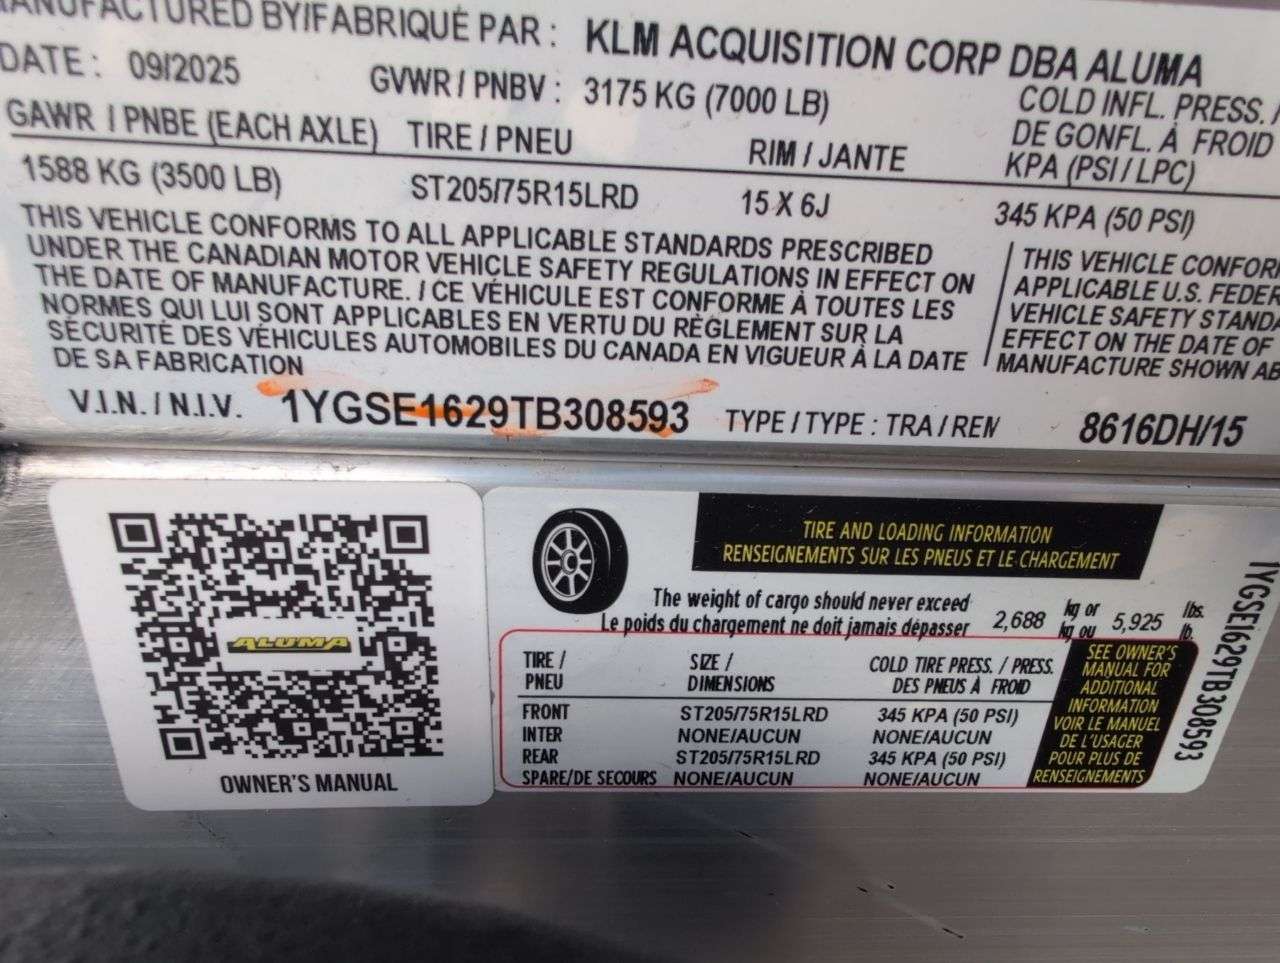 MANUFACTURED BY/FABRIQUÉ PAR : KLM ACQUISITION CORP DBA ALUMA
DATE : 09/2025 GVWR / PNBV : 3175 KG (7000 LB)
GAWR / PNBE (EACH AXLE) TIRE / PNEU RIM / JANTE COLD INFL. PRESS. /
DE GONFL. À FROID
KPA (PSI / LPC)
1588 KG (3500 LB) ST205/75R15LRD 15 X 6J 345 KPA (50 PSI)
THIS VEHICLE CONFORMS TO ALL APPLICABLE STANDARDS PRESCRIBED
UNDER THE CANADIAN MOTOR VEHICLE SAFETY REGULATIONS IN EFFECT ON
THE DATE OF MANUFACTURE. / CE VÉHICULE EST CONFORME À TOUTES LES
NORMES QUI LUI SONT APPLICABLES EN VERTU DU RÈGLEMENT SUR LA
SÉCURITÉ DES VÉHICULES AUTOMOBILES DU CANADA EN VIGUEUR À LA DATE
DE SA FABRICATION
THIS VEHICLE CONFOR
APPLICABLE U.S. FEDER
VEHICLE SAFETY STANDA
EFFECT ON THE DATE OF
MANUFACTURE SHOWN AB
V.I.N. / N.I.V. 1YGSE1629TB308593 TYPE / TYPE : TRA / REM 8616DH/15
ALUMA
OWNER'S MANUAL
TIRE AND LOADING INFORMATION
RENSEIGNEMENTS SUR LES PNEUS ET LE CHARGEMENT
The weight of cargo should never exceed 2,688 kg or 5,925 lbs.
Le poids du chargement ne doit jamais dépasser kg ou lb.
TIRE / SIZE / COLD TIRE PRESS. / PRESS.
PNEU DIMENSIONS DES PNEUS À FROID
FRONT ST205/75R15LRD 345 KPA (50 PSI)
INTER NONE/AUCUN NONE/AUCUN
REAR ST205/75R15LRD 345 KPA (50 PSI)
SPARE/DE SECOURS NONE/AUCUN NONE/AUCUN
SEE OWNER'S
MANUAL FOR
ADDITIONAL
INFORMATION
VOIR LE MANUEL
DE L'USAGER
POUR PLUS DE
RENSEIGNEMENTS
1YGSE1629TB308593